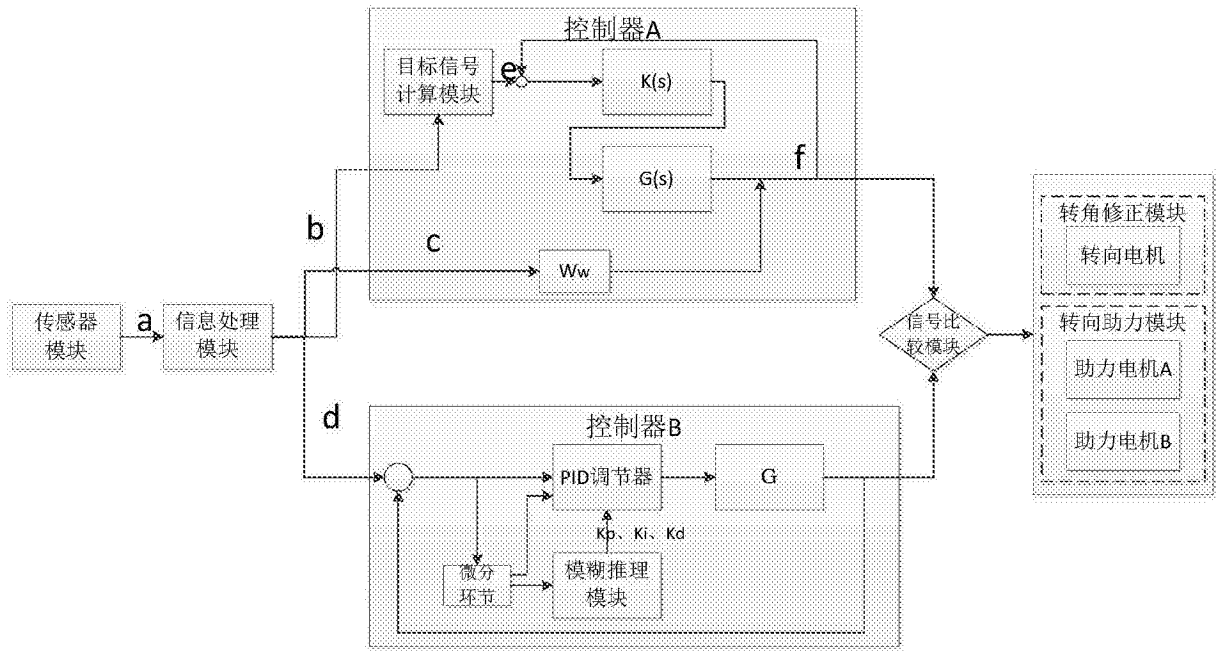 控制器A
目标信号
计算模块
e
K(s)
G(s)
f
b
c
Ww
传感器
模块
a
信息处理
模块
d
信号比
较模块
转角修正模块
转向电机
转向助力模块
助力电机A
助力电机B
控制器B
PID调节器
G
Kp、Ki、Kd
微分
环节
模糊推理
模块